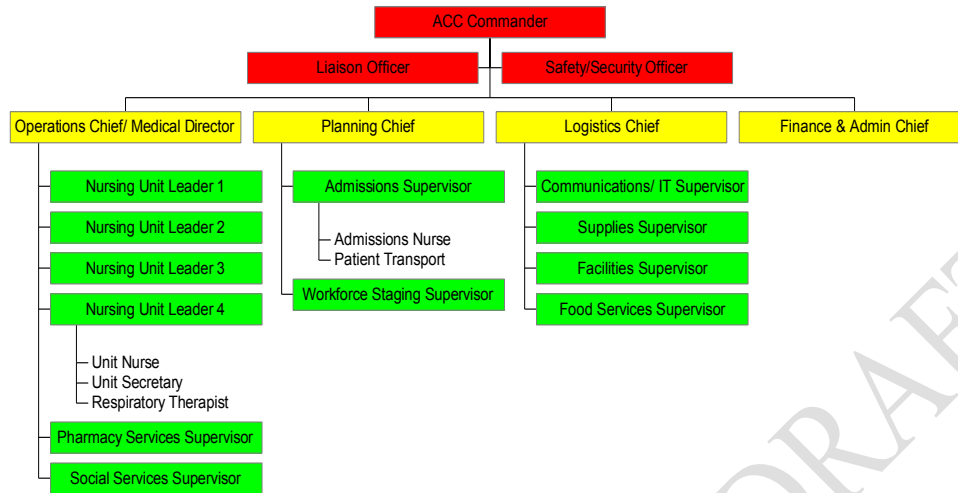 ACC Commander
Liaison Officer
Safety/Security Officer
Operations Chief/ Medical Director
Planning Chief
Logistics Chief
Finance & Admin Chief
Nursing Unit Leader 1
Nursing Unit Leader 2
Nursing Unit Leader 3
Nursing Unit Leader 4
Unit Nurse
Unit Secretary
Respiratory Therapist
Pharmacy Services Supervisor
Social Services Supervisor
Admissions Supervisor
Admissions Nurse
Patient Transport
Workforce Staging Supervisor
Communications/ IT Supervisor
Supplies Supervisor
Facilities Supervisor
Food Services Supervisor
DRAFT